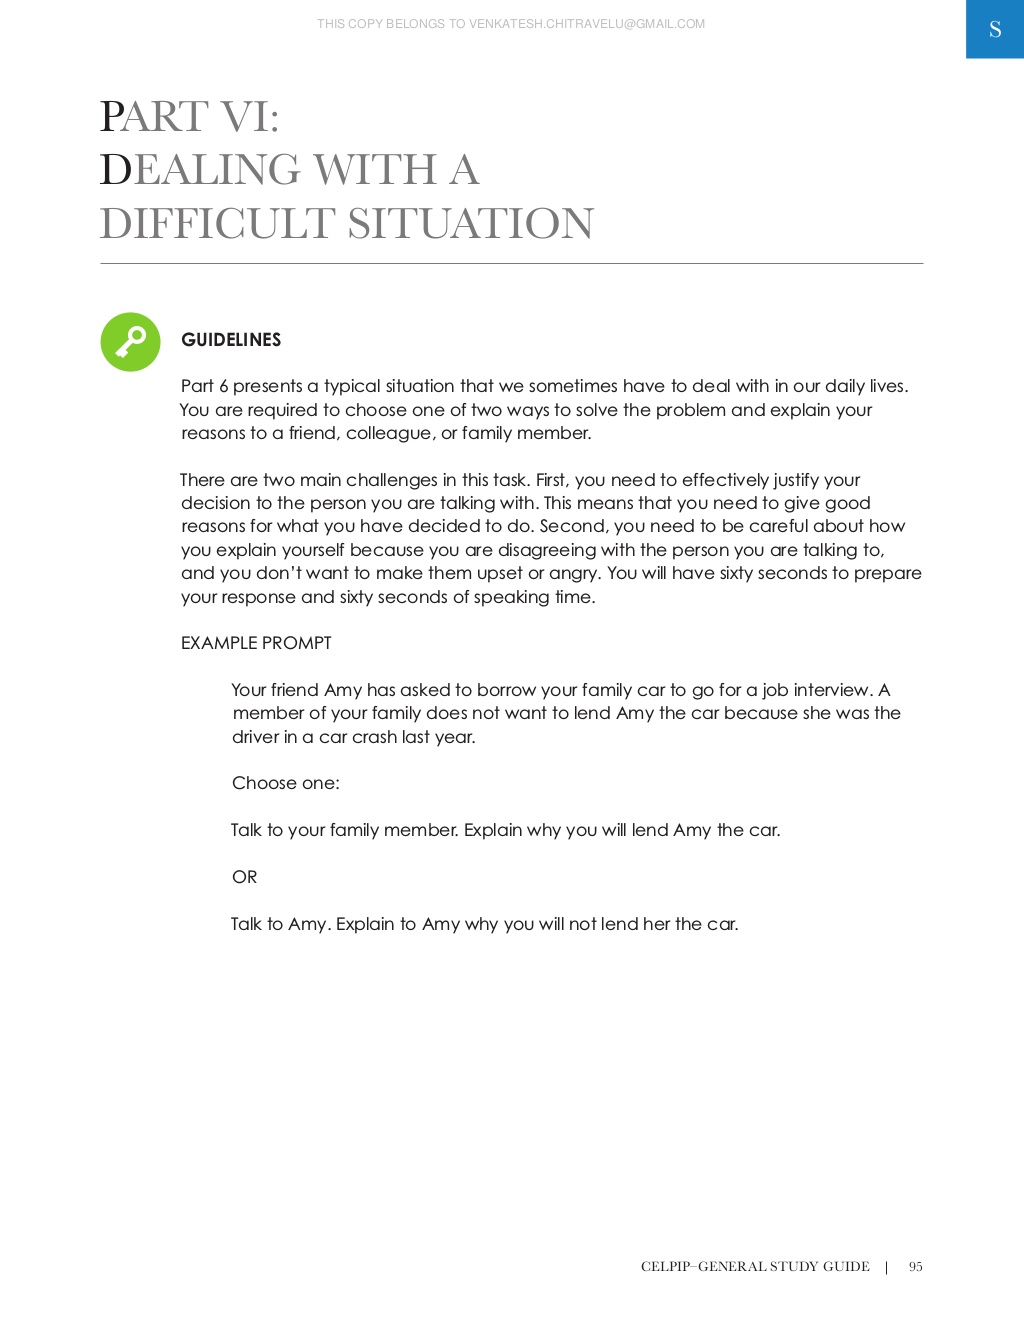 THIS COPY BELONGS TO VENKATESH.CHITRAVELU@GMAIL.COM
S
PART VI:
DEALING WITH A
DIFFICULT SITUATION
GUIDELINES
Part 6 presents a typical situation that we sometimes have to deal with in our daily lives.
You are required to choose one of two ways to solve the problem and explain your
reasons to a friend, colleague, or family member.
There are two main challenges in this task. First, you need to effectively justify your
decision to the person you are talking with. This means that you need to give good
reasons for what you have decided to do. Second, you need to be careful about how
you explain yourself because you are disagreeing with the person you are talking to,
and you don’t want to make them upset or angry. You will have sixty seconds to prepare
your response and sixty seconds of speaking time.
EXAMPLE PROMPT
Your friend Amy has asked to borrow your family car to go for a job interview. A
member of your family does not want to lend Amy the car because she was the
driver in a car crash last year.
Choose one:
Talk to your family member. Explain why you will lend Amy the car.
OR
Talk to Amy. Explain to Amy why you will not lend her the car.
CELPIP–GENERAL STUDY GUIDE | 95